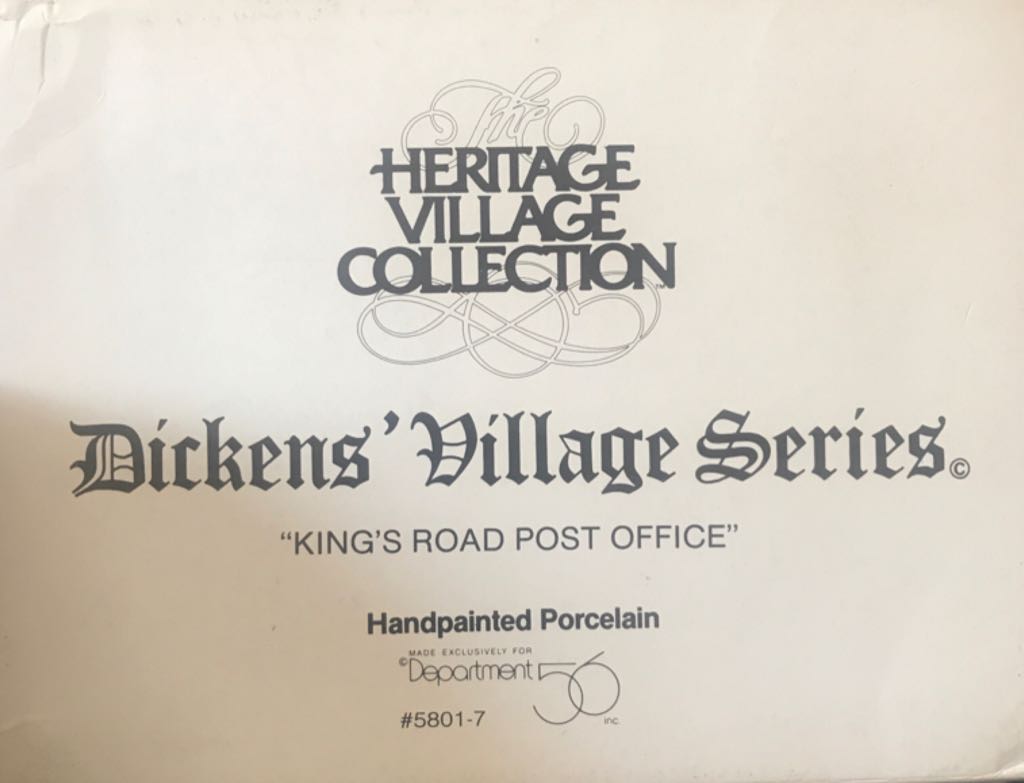 The
HERITAGE
VILLAGE
COLLECTION™
Dickens' Village Series©
“KING'S ROAD POST OFFICE”
Handpainted Porcelain
MADE EXCLUSIVELY FOR
©Department 56 inc.
#5801-7